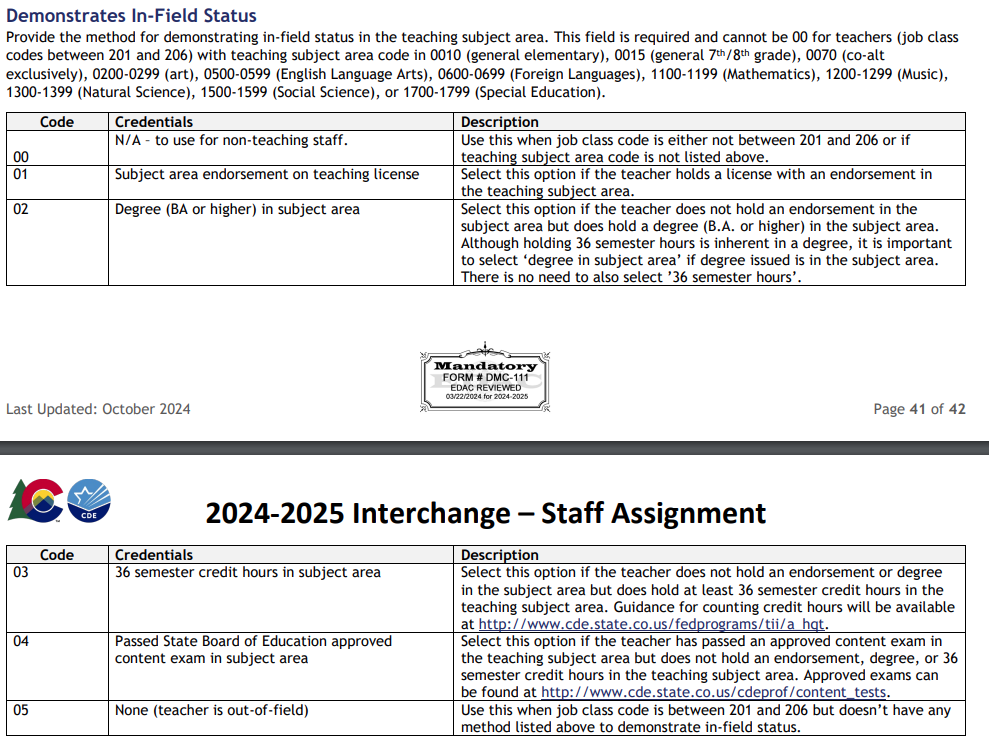 Demonstrates In-Field Status
Provide the method for demonstrating in-field status in the teaching subject area. This field is required and cannot be 00 for teachers (job class
codes between 201 and 206) with teaching subject area code in 0010 (general elementary), 0015 (general 7th/8th grade), 0070 (co-alt
exclusively), 0200-0299 (art), 0500-0599 (English Language Arts), 0600-0699 (Foreign Languages), 1100-1199 (Mathematics), 1200-1299 (Music),
1300-1399 (Natural Science), 1500-1599 (Social Science), or 1700-1799 (Special Education).
Code Credentials Description
00 N/A – to use for non-teaching staff. Use this when job class code is either not between 201 and 206 or if
teaching subject area code is not listed above.
01 Subject area endorsement on teaching license Select this option if the teacher holds a license with an endorsement in
the teaching subject area.
02 Degree (BA or higher) in subject area Select this option if the teacher does not hold an endorsement in the
subject area but does hold a degree (B.A. or higher) in the subject area.
Although holding 36 semester hours is inherent in a degree, it is important
to select ‘degree in subject area’ if degree issued is in the subject area.
There is no need to also select ’36 semester hours’.
Mandatory
FORM # DMC-111
EDAC REVIEWED
03/22/2024 for 2024-2025
Last Updated: October 2024 Page 41 of 42
CDE
2024-2025 Interchange – Staff Assignment
Code Credentials Description
03 36 semester credit hours in subject area Select this option if the teacher does not hold an endorsement or degree
in the subject area but does hold at least 36 semester credit hours in the
teaching subject area. Guidance for counting credit hours will be available
at http://www.cde.state.co.us/fedprograms/tii/a_hqt.
04 Passed State Board of Education approved Select this option if the teacher has passed an approved content exam in
content exam in subject area the teaching subject area but does not hold an endorsement, degree, or 36
semester credit hours in the teaching subject area. Approved exams can
be found at http://www.cde.state.co.us/cdeprof/content_tests.
05 None (teacher is out-of-field) Use this when job class code is between 201 and 206 but doesn’t have any
method listed above to demonstrate in-field status.